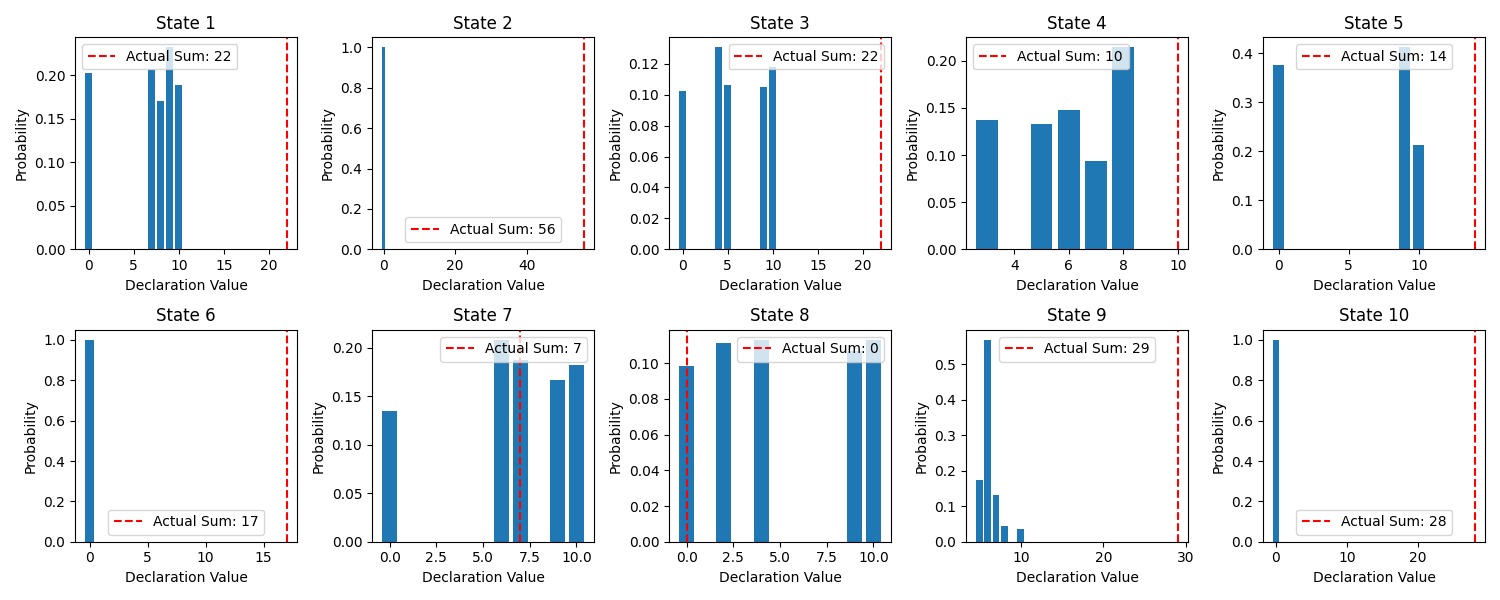 State 1
Actual Sum: 22
0.20
0.15
0.10
0.05
0.00
Probability
0 5 10 15 20
Declaration Value
State 2
Actual Sum: 56
1.0
0.8
0.6
0.4
0.2
0.0
Probability
0 20 40
Declaration Value
State 3
Actual Sum: 22
0.12
0.10
0.08
0.06
0.04
0.02
0.00
Probability
0 5 10 15 20
Declaration Value
State 4
Actual Sum: 10
0.20
0.15
0.10
0.05
0.00
Probability
4 6 8 10
Declaration Value
State 5
Actual Sum: 14
0.4
0.3
0.2
0.1
0.0
Probability
0 5 10
Declaration Value
State 6
1.0
0.8
0.6
0.4
0.2
0.0
Probability
Actual Sum: 17
0 5 10 15
Declaration Value
State 7
Actual Sum: 7
0.20
0.15
0.10
0.05
0.00
Probability
0.0 2.5 5.0 7.5 10.0
Declaration Value
State 8
Actual Sum: 0
0.10
0.08
0.06
0.04
0.02
0.00
Probability
0.0 2.5 5.0 7.5 10.0
Declaration Value
State 9
Actual Sum: 29
0.5
0.4
0.3
0.2
0.1
0.0
Probability
10 20 30
Declaration Value
State 10
1.0
0.8
0.6
0.4
0.2
0.0
Probability
Actual Sum: 28
0 10 20
Declaration Value